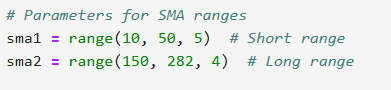 # Parameters for SMA ranges
sma1 = range(10, 50, 5)  # Short range
sma2 = range(150, 282, 4)  # Long range